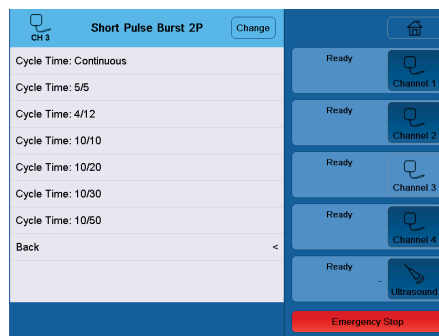 CH 3
Short Pulse Burst 2P
Change
Cycle Time: Continuous
Cycle Time: 5/5
Cycle Time: 4/12
Cycle Time: 10/10
Cycle Time: 10/20
Cycle Time: 10/30
Cycle Time: 10/50
Back <
Ready
Channel 1
Ready
Channel 2
Ready
Channel 3
Ready
Channel 4
Ready
-
Ultrasound
Emergency Stop